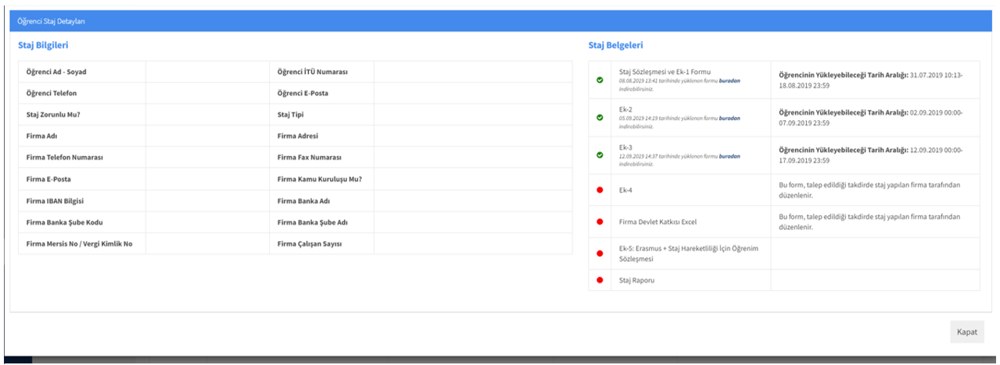 Öğrenci Staj Detayları
Staj Bilgileri
Öğrenci Ad - Soyad
Öğrenci İTÜ Numarası
Öğrenci Telefon
Öğrenci E-Posta
Staj Zorunlu Mu?
Staj Tipi
Firma Adı
Firma Adresi
Firma Telefon Numarası
Firma Fax Numarası
Firma E-Posta
Firma Kamu Kuruluşu Mu?
Firma IBAN Bilgisi
Firma Banka Adı
Firma Banka Şube Kodu
Firma Banka Şube Adı
Firma Mersis No / Vergi Kimlik No
Firma Çalışan Sayısı
Staj Belgeleri
Staj Sözleşmesi ve Ek-1 Formu
08.08.2019 13:41 tarihinde yüklenen formu buradan
indirebilirsiniz.
Öğrencinin Yükleyebileceği Tarih Aralığı: 31.07.2019 10:13-
18.08.2019 23:59
Ek-2
05.09.2019 14:19 tarihinde yüklenen formu buradan
indirebilirsiniz.
Öğrencinin Yükleyebileceği Tarih Aralığı: 02.09.2019 00:00-
07.09.2019 23:59
Ek-3
12.09.2019 14:37 tarihinde yüklenen formu buradan
indirebilirsiniz.
Öğrencinin Yükleyebileceği Tarih Aralığı: 12.09.2019 00:00-
17.09.2019 23:59
Ek-4
Bu form, talep edildiği takdirde staj yapılan firma tarafından
düzenlenir.
Firma Devlet Katkısı Excel
Bu form, talep edildiği takdirde staj yapılan firma tarafından
düzenlenir.
Ek-5: Erasmus + Staj Hareketliliği İçin Öğrenim
Sözleşmesi
Staj Raporu
Kapat